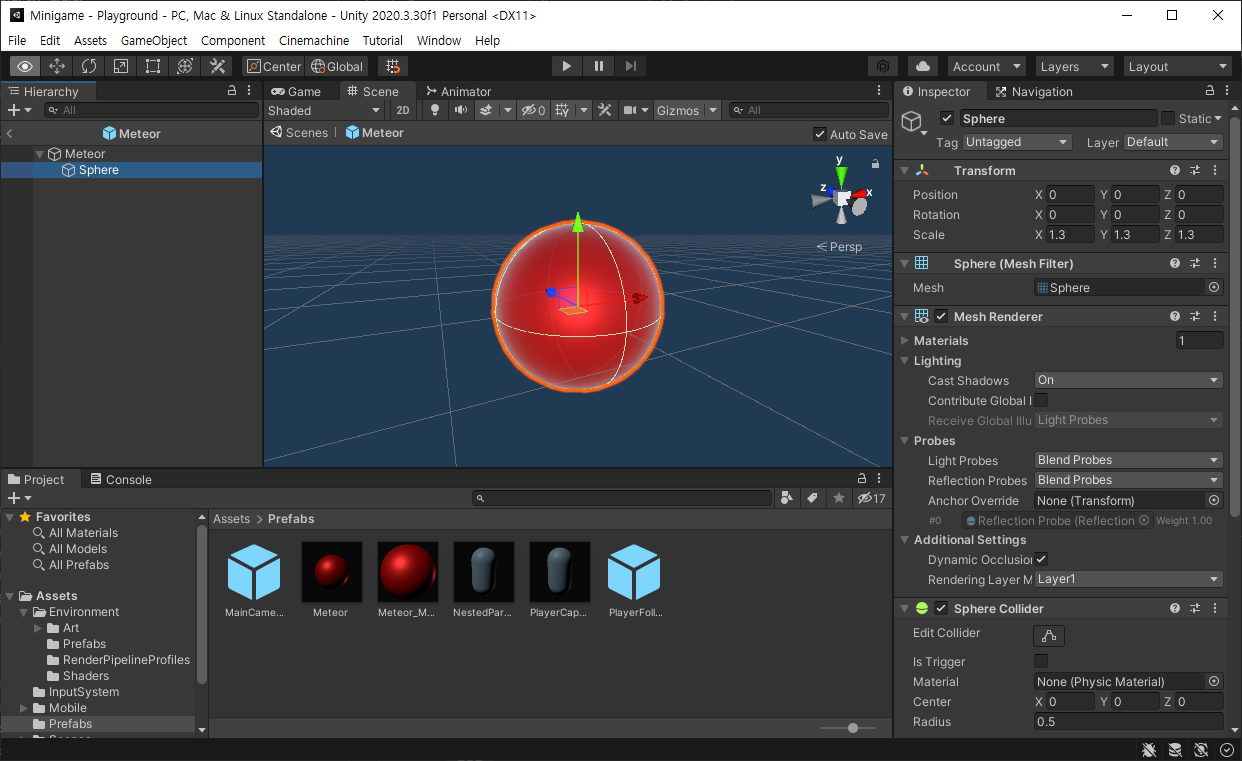 Minigame - Playground - PC, Mac & Linux Standalone - Unity 2020.3.30f1 Personal <DX11>
File Edit Assets GameObject Component Cinemachine Tutorial Window Help
Center Global Account Layers Layout
Hierarchy
All
Meteor
Meteor
Sphere
Game Scene Animator
Shaded 2D 0 Gizmos All
Scenes Meteor Auto Save
y
z x
Persp
Project Console
17
Favorites
All Materials
All Models
All Prefabs
Assets
Environment
Art
Prefabs
RenderPipelineProfiles
Shaders
InputSystem
Mobile
Prefabs
Assets > Prefabs
MainCame... Meteor Meteor_M... NestedPar... PlayerCap... PlayerFoll...
Inspector Navigation
Sphere Static
Tag Untagged Layer Default
Transform
Position X 0 Y 0 Z 0
Rotation X 0 Y 0 Z 0
Scale X 1.3 Y 1.3 Z 1.3
Sphere (Mesh Filter)
Mesh Sphere
Mesh Renderer
Materials 1
Lighting
Cast Shadows On
Contribute Global I
Receive Global Illu Light Probes
Probes
Light Probes Blend Probes
Reflection Probes Blend Probes
Anchor Override None (Transform)
#0 Reflection Probe (Reflection Weight 1.00
Additional Settings
Dynamic Occlusion
Rendering Layer M Layer1
Sphere Collider
Edit Collider
Is Trigger
Material None (Physic Material)
Center X 0 Y 0 Z 0
Radius 0.5